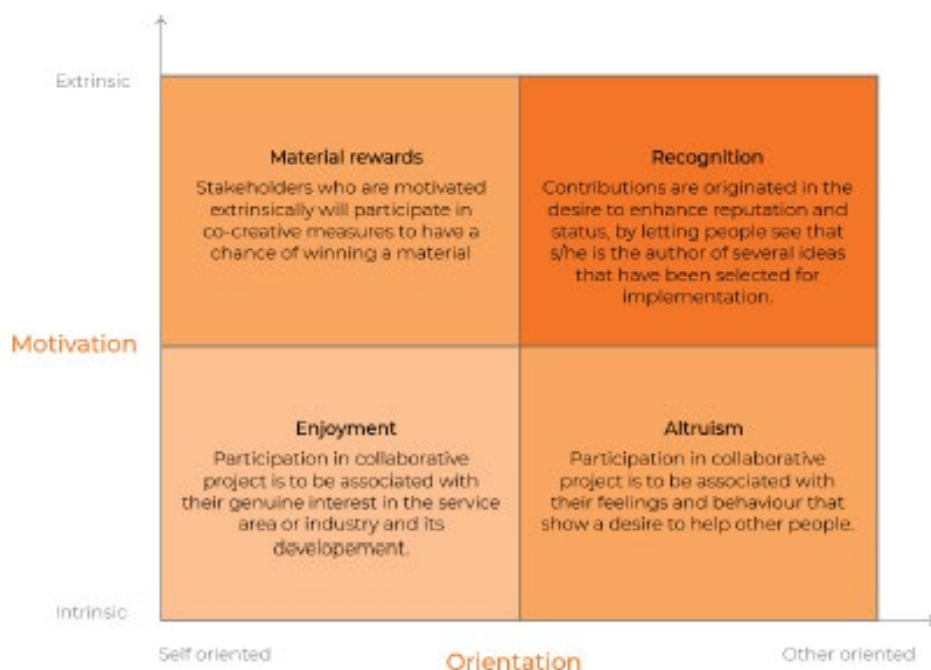 Extrinsic
Material rewards
Stakeholders who are motivated
extrinsically will participate in
co-creative measures to have a
chance of winning a material
Recognition
Contributions are originated in the
desire to enhance reputation and
status, by letting people see that
s/he is the author of several ideas
that have been selected for
implementation.
Motivation
Enjoyment
Participation in collaborative
project is to be associated with
their genuine interest in the service
area or industry and its
developement.
Altruism
Participation in collaborative
project is to be associated with
their feelings and behaviour that
show a desire to help other people.
Intrinsic
Self oriented
Orientation
Other oriented